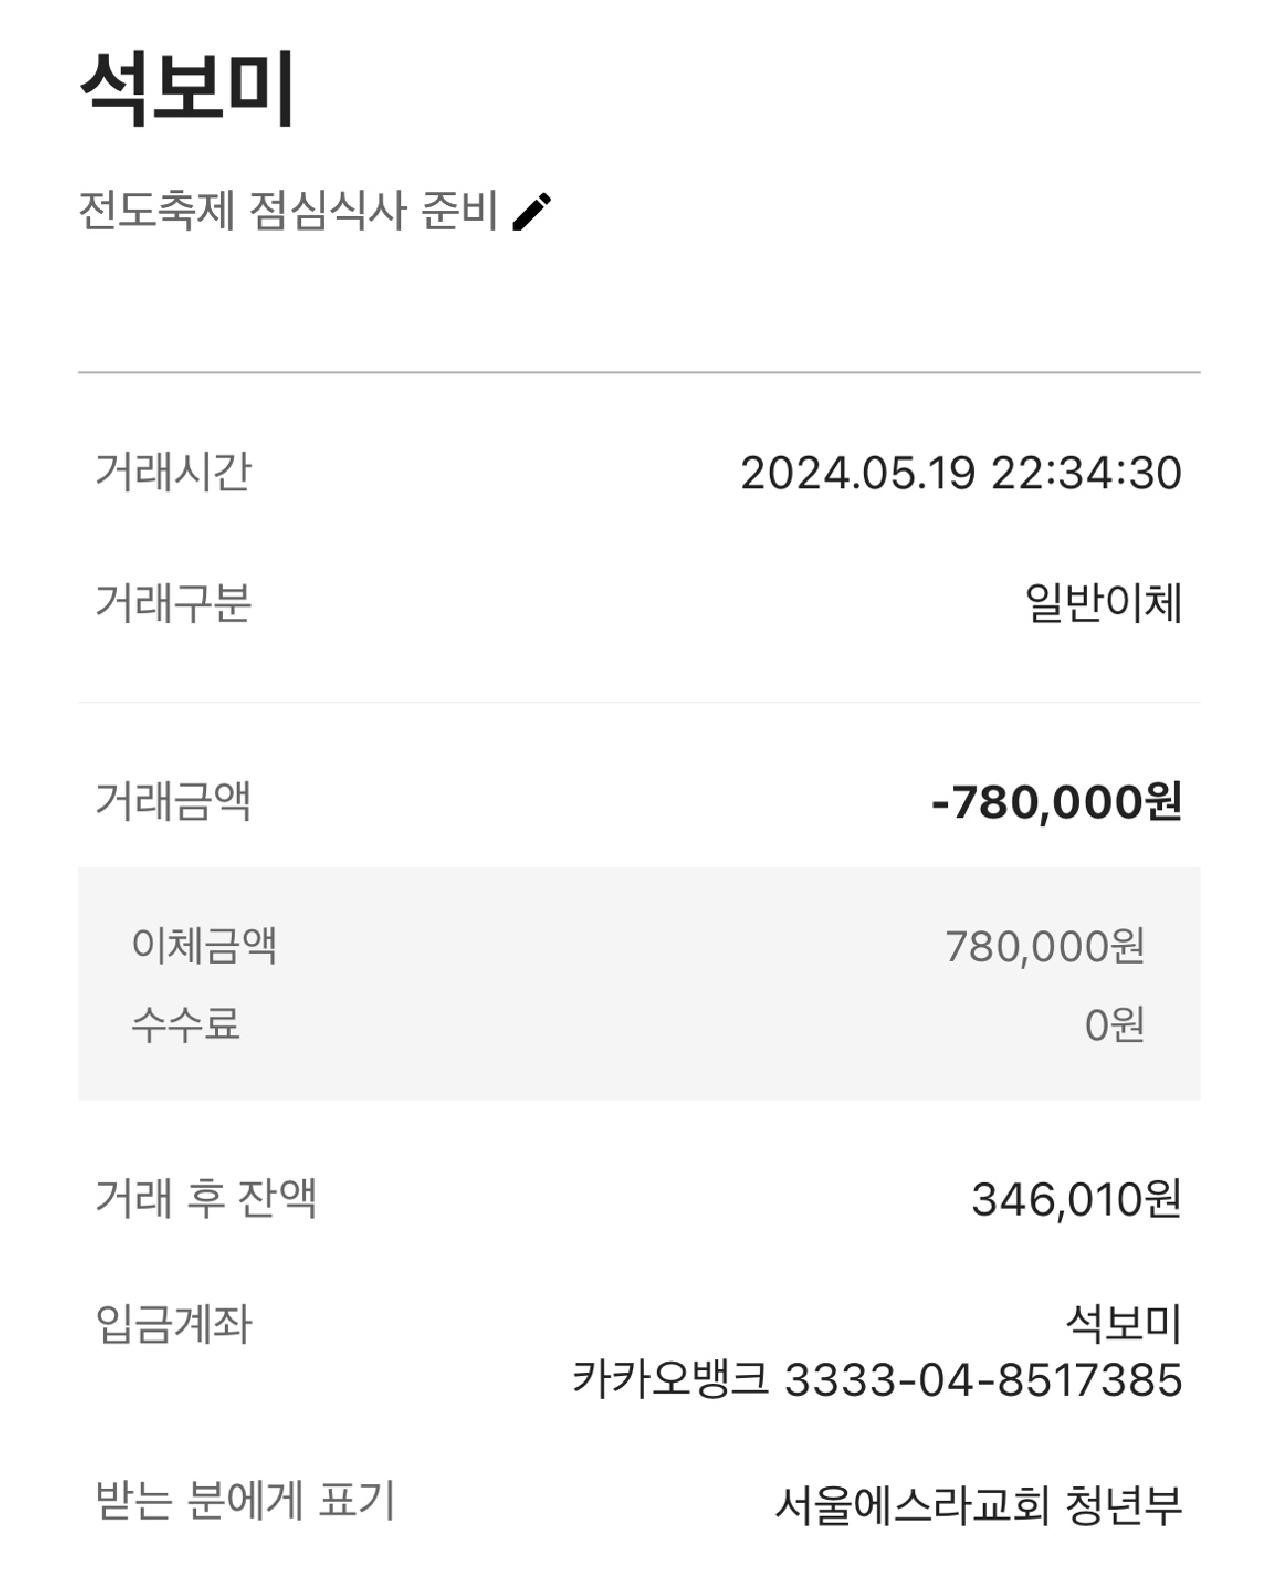 석보미
전도축제 점심식사 준비
거래시간 2024.05.19 22:34:30
거래구분 일반이체
거래금액 -780,000원
이체금액 780,000원
수수료 0원
거래 후 잔액 346,010원
입금계좌 석보미
카카오뱅크 3333-04-8517385
받는 분에게 표기 서울에스라교회 청년부